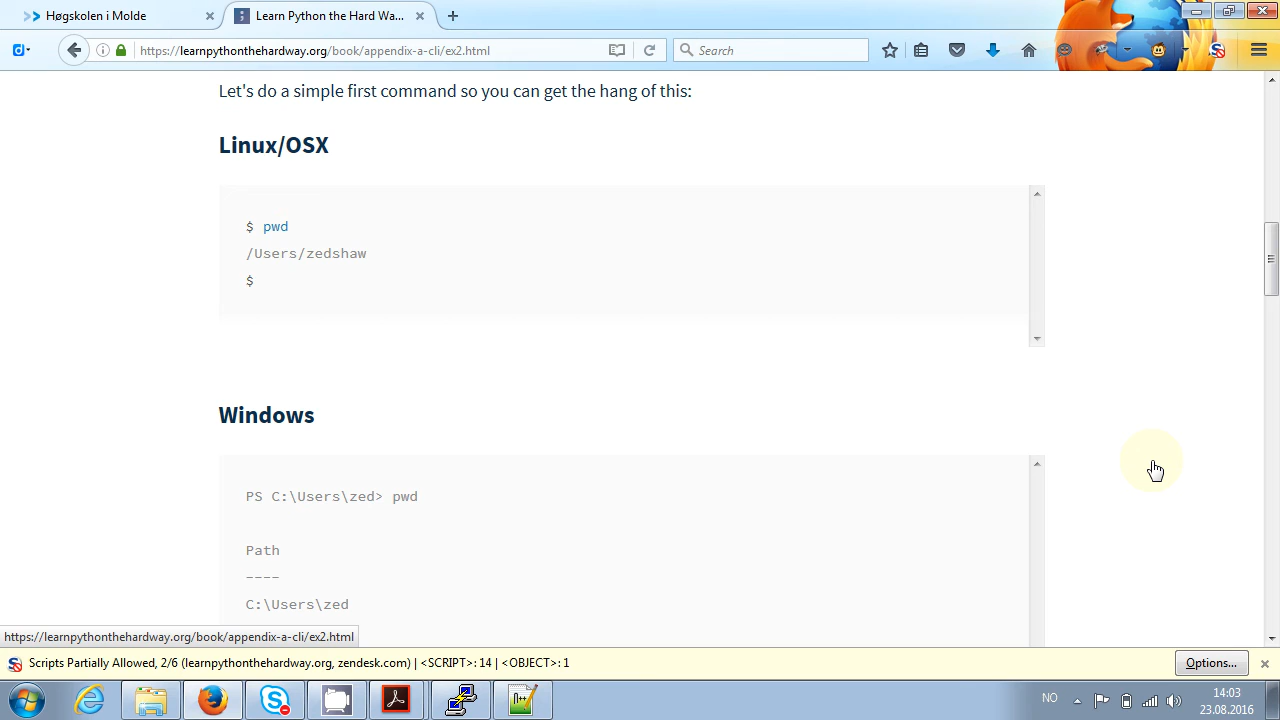 Høgskolen i Molde
Learn Python the Hard Wa...
https://learnpythonthehardway.org/book/appendix-a-cli/ex2.html
Search
Let's do a simple first command so you can get the hang of this:
Linux/OSX
$ pwd
/Users/zedshaw
$
Windows
PS C:\Users\zed> pwd
Path
----
C:\Users\zed
https://learnpythonthehardway.org/book/appendix-a-cli/ex2.html
Scripts Partially Allowed, 2/6 (learnpythonthehardway.org, zendesk.com) | <SCRIPT>: 14 | <OBJECT>: 1
Options...
NO
14:03
23.08.2016